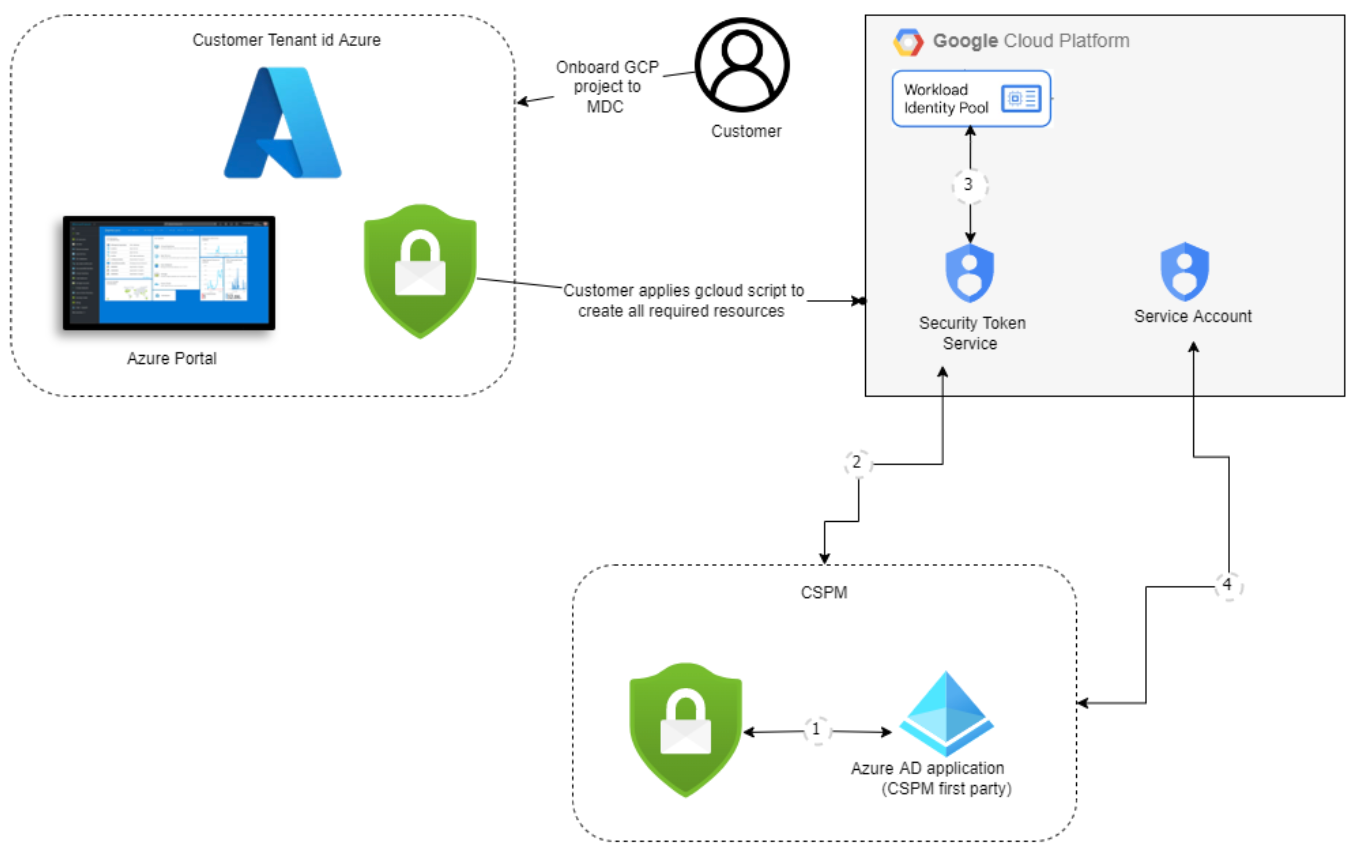 Customer Tenant id Azure
Onboard GCP
project to
MDC
Customer
Google Cloud Platform
Workload
Identity Pool
3
Azure Portal
Customer applies gcloud script to
create all required resources
Security Token
Service
Service Account
2
CSPM
4
1
Azure AD application
(CSPM first party)